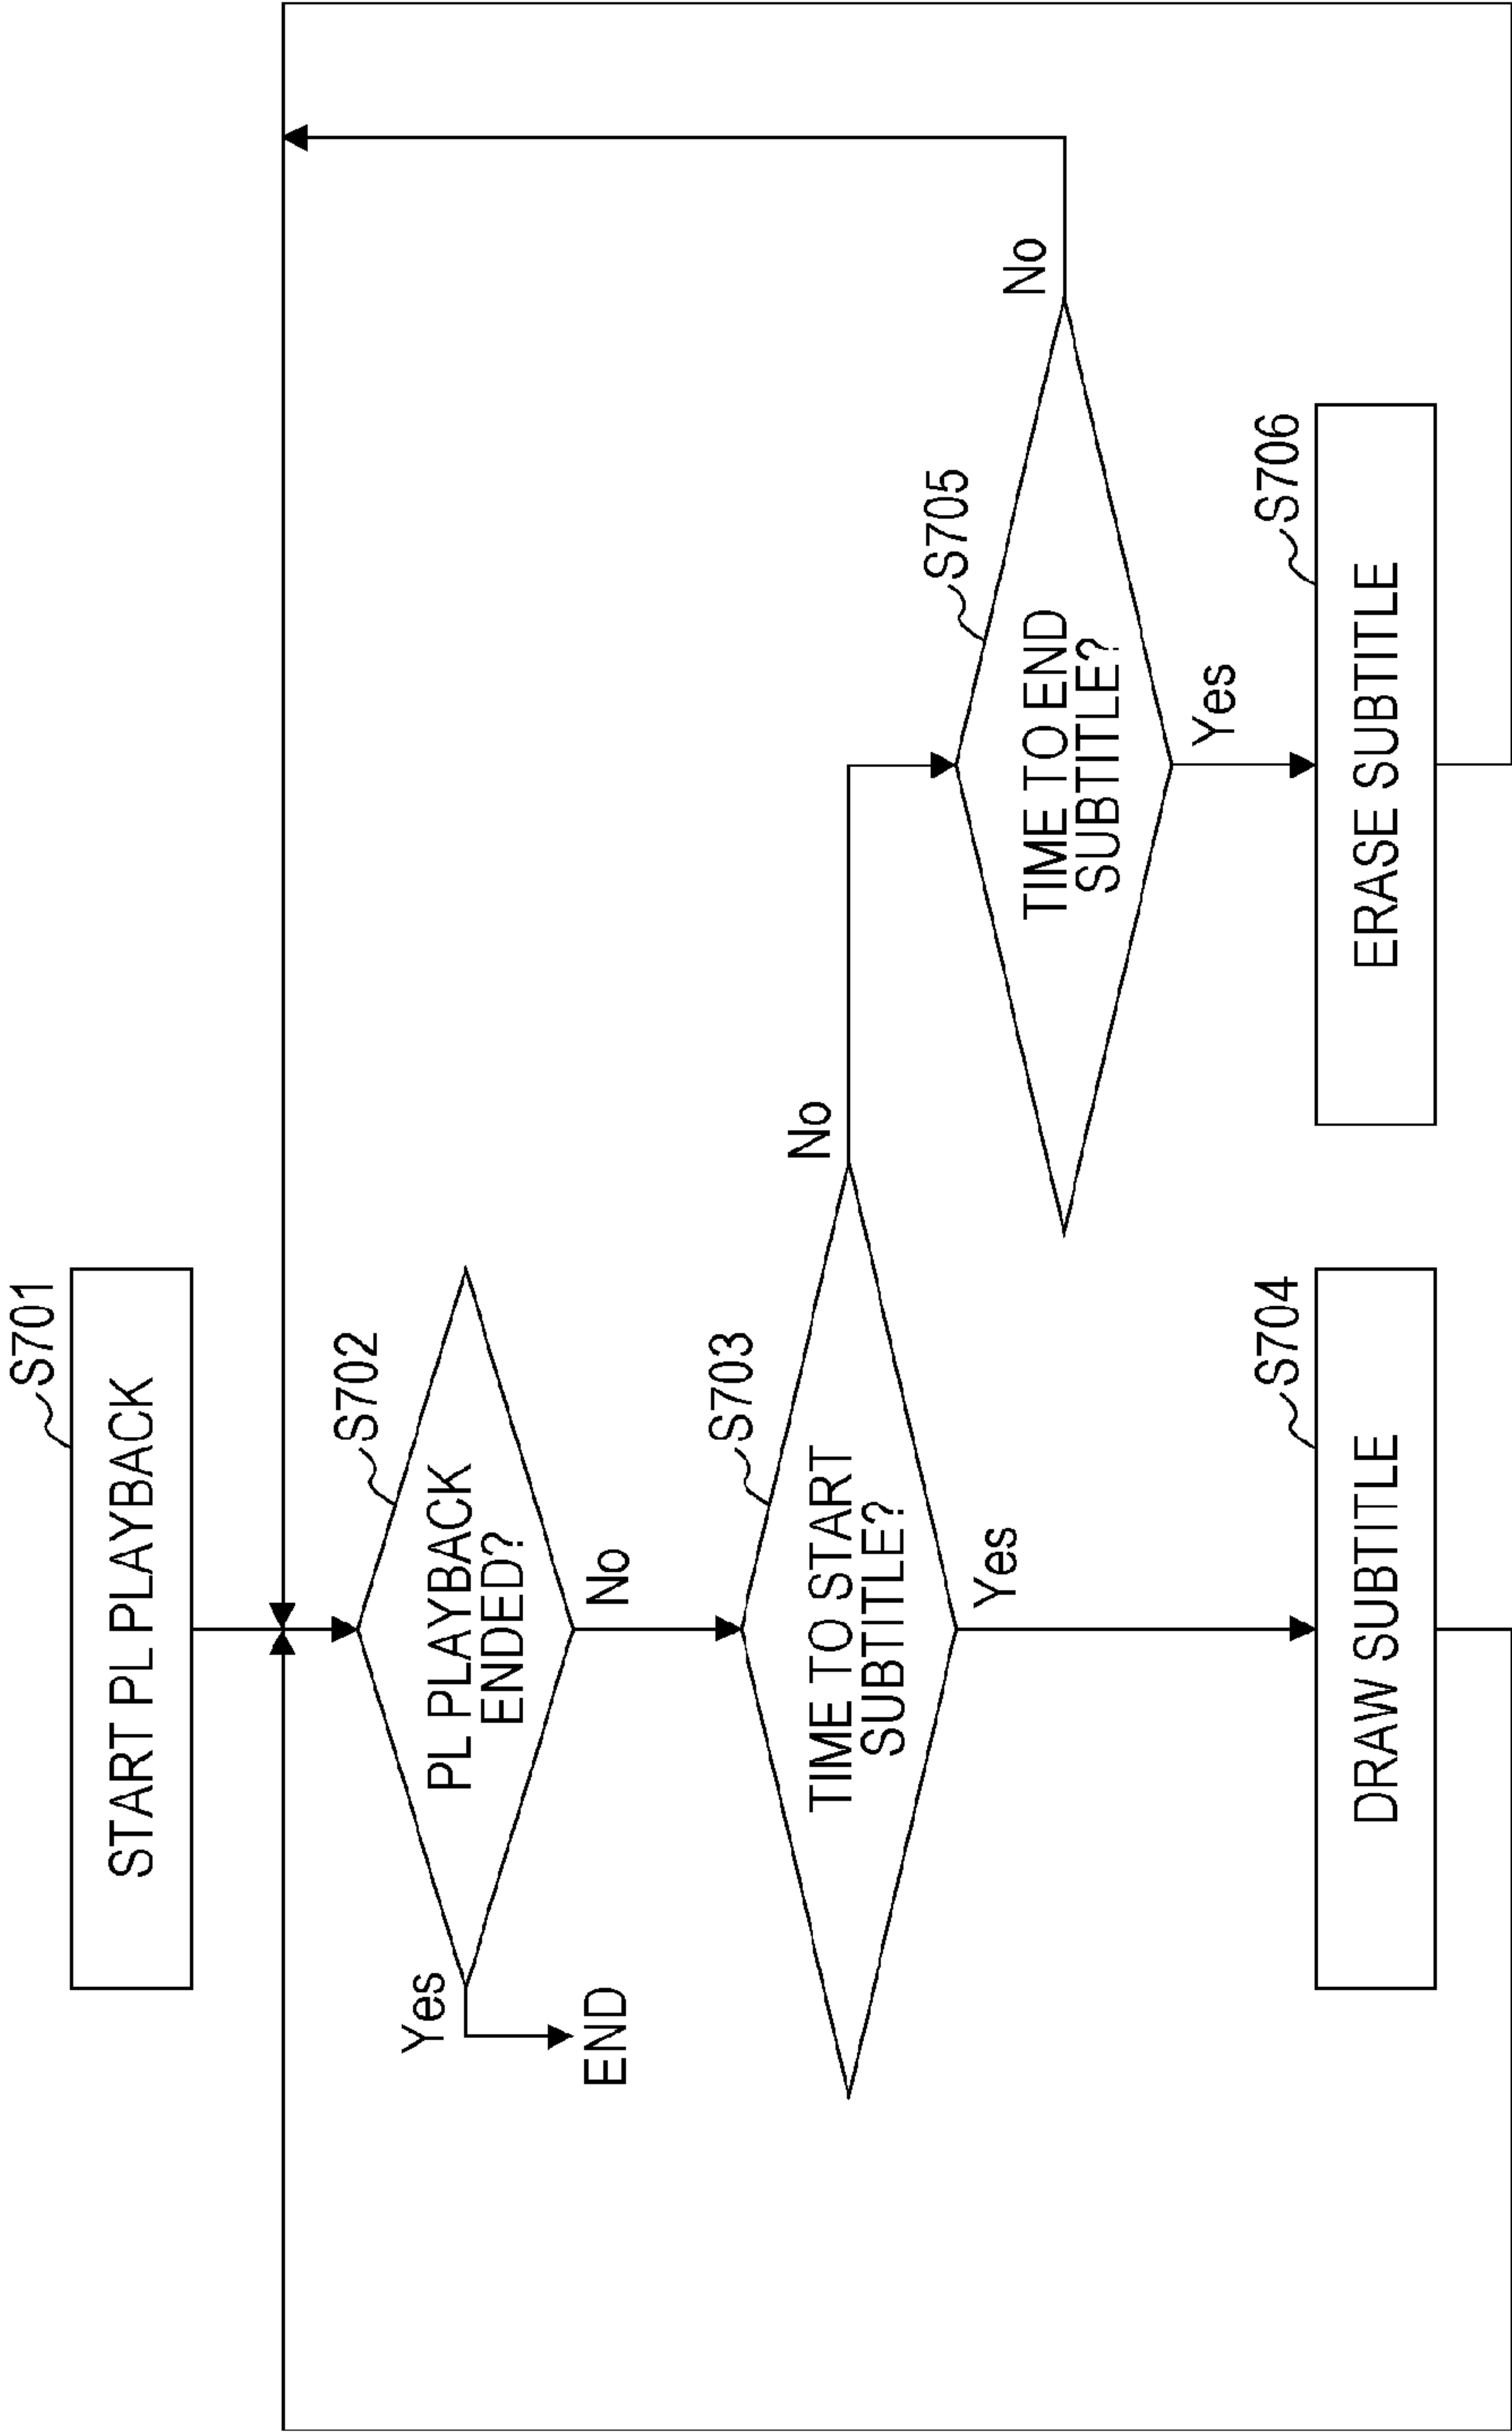 START PL PLAYBACK
S701
PL PLAYBACK
ENDED?
S702
Yes
END
No
TIME TO START
SUBTITLE?
S703
No
Yes
TIME TO END
SUBTITLE?
S705
No
Yes
DRAW SUBTITLE
S704
ERASE SUBTITLE
S706